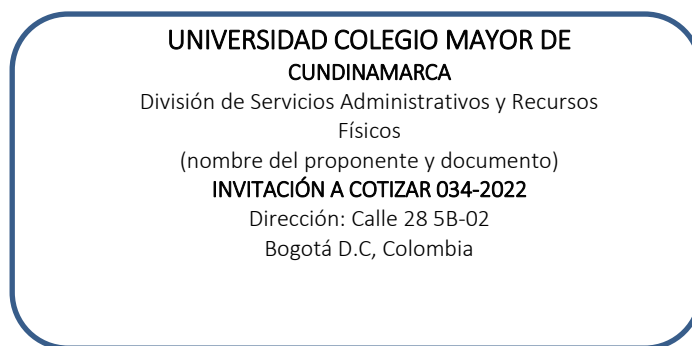 UNIVERSIDAD COLEGIO MAYOR DE
CUNDINAMARCA
División de Servicios Administrativos y Recursos
Físicos
(nombre del proponente y documento)
INVITACIÓN A COTIZAR 034-2022
Dirección: Calle 28 5B-02
Bogotá D.C, Colombia